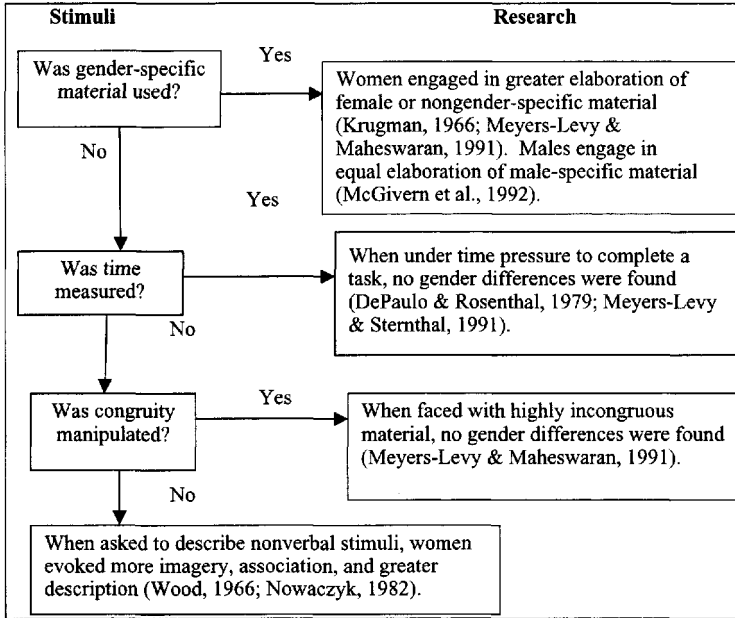 Stimuli
Research
Was gender-specific
material used?
Yes
Women engaged in greater elaboration of
female or nongender-specific material
(Krugman, 1966; Meyers-Levy &
Maheswaran, 1991). Males engage in
equal elaboration of male-specific material
(McGivern et al., 1992).
No
Yes
Was time
measured?
When under time pressure to complete a
task, no gender differences were found
(DePaulo & Rosenthal, 1979; Meyers-Levy
& Sternthal, 1991).
No
Was congruity
manipulated?
Yes
When faced with highly incongruous
material, no gender differences were found
(Meyers-Levy & Maheswaran, 1991).
No
When asked to describe nonverbal stimuli, women
evoked more imagery, association, and greater
description (Wood, 1966; Nowaczyk, 1982).